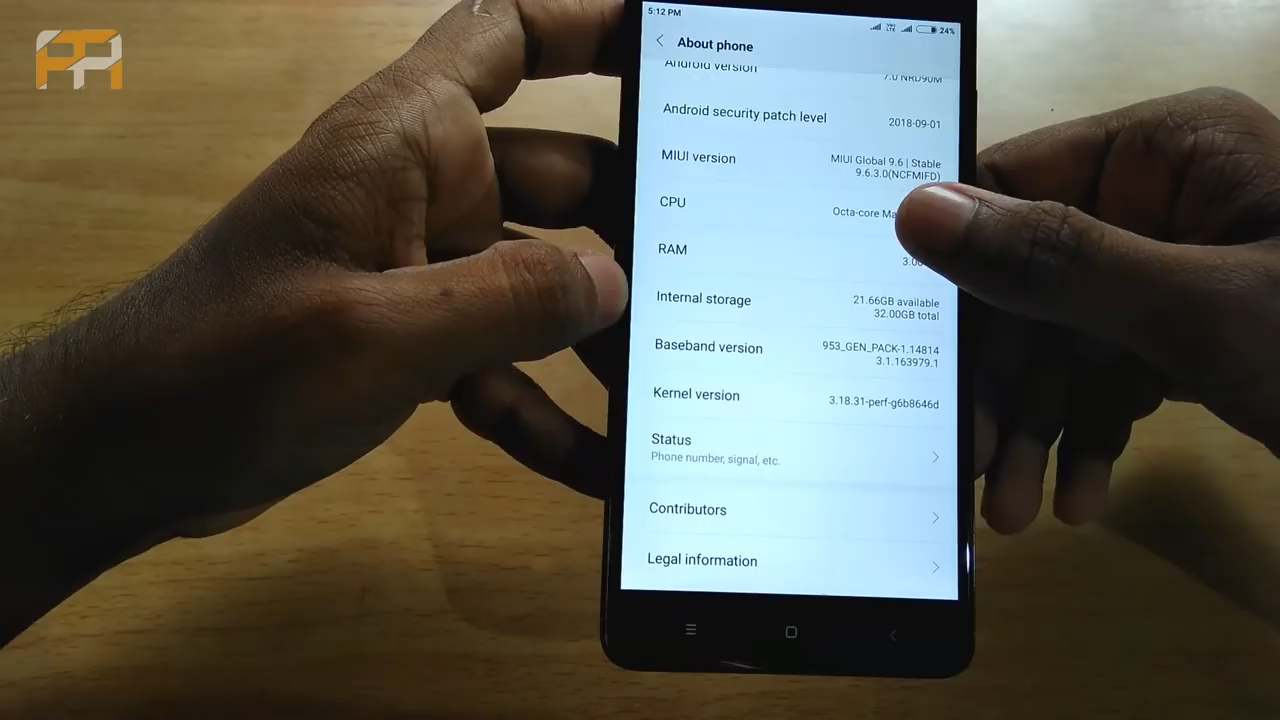 5:12 PM
24%
About phone
Android version
7.0 NRD90M
Android security patch level
2018-09-01
MIUI version
MIUI Global 9.6 | Stable
9.6.3.0(NCFMIFD)
CPU
Octa-core
RAM
Internal storage
21.66GB available
32.00GB total
Baseband version
953_GEN_PACK-1.14814
3.1.163979.1
Kernel version
3.18.31-perf-g6b8646d
Status
Phone number, signal, etc.
Contributors
Legal information